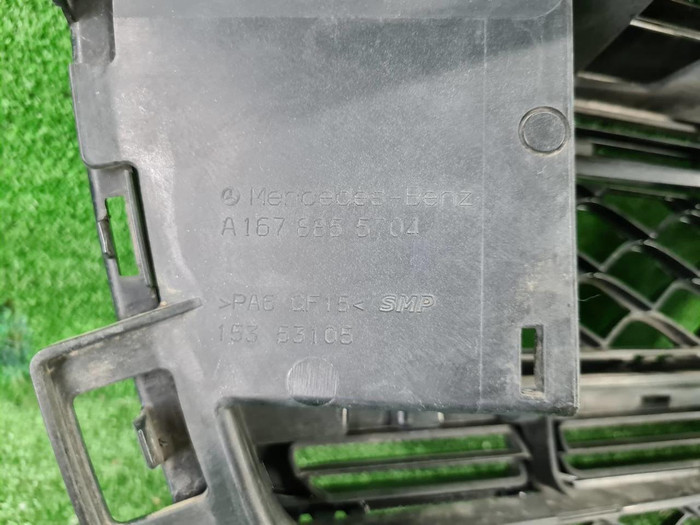 Mercedes-Benz
A167 885 5704
>PA6 GF15< SMP
153 63105